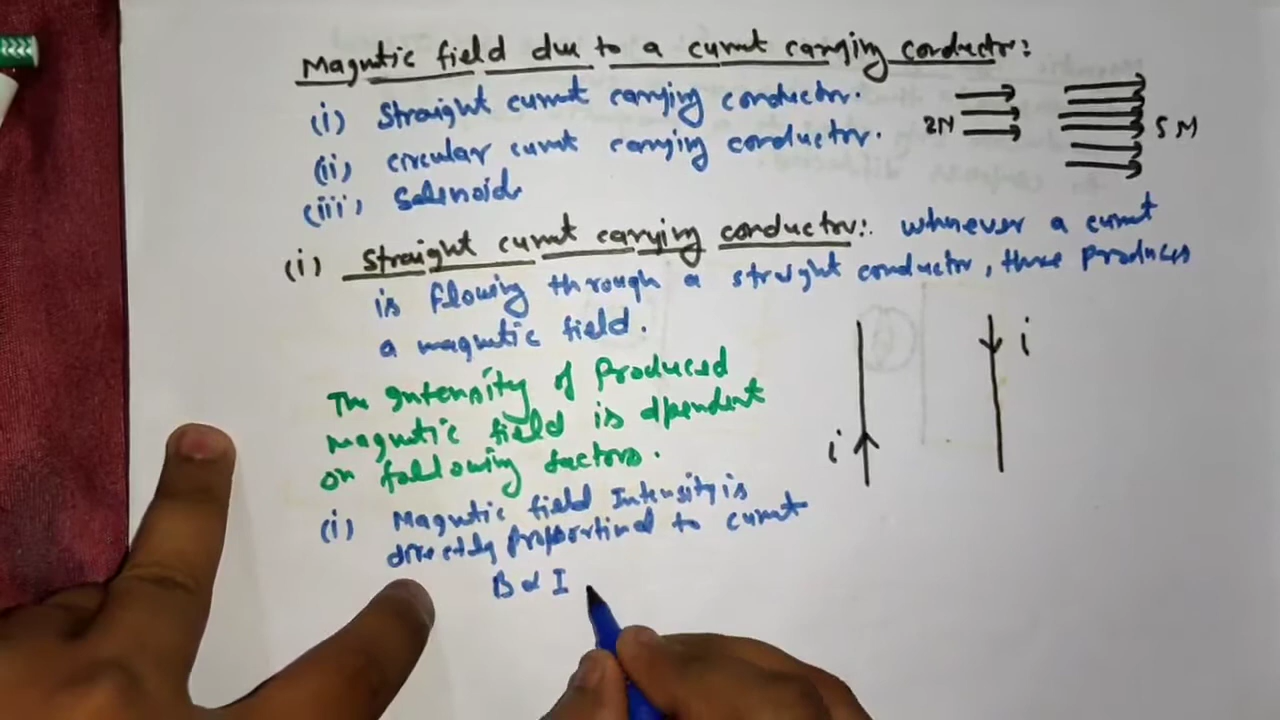 Magnetic field due to a current carrying conductor:
(i) Straight current carrying conductor.
(ii) circular current carrying conductor.
(iii) Solenoid
2N
5 M
(i) Straight current carrying conductor:. whenever a current
is flowing through a straight conductor, there produces
a magnetic field.
The Intensity of Produced
magnetic field is dpendent
on following factors.
(i) Magnetic field Intensity is
directly proportional to current
B α I
i
i